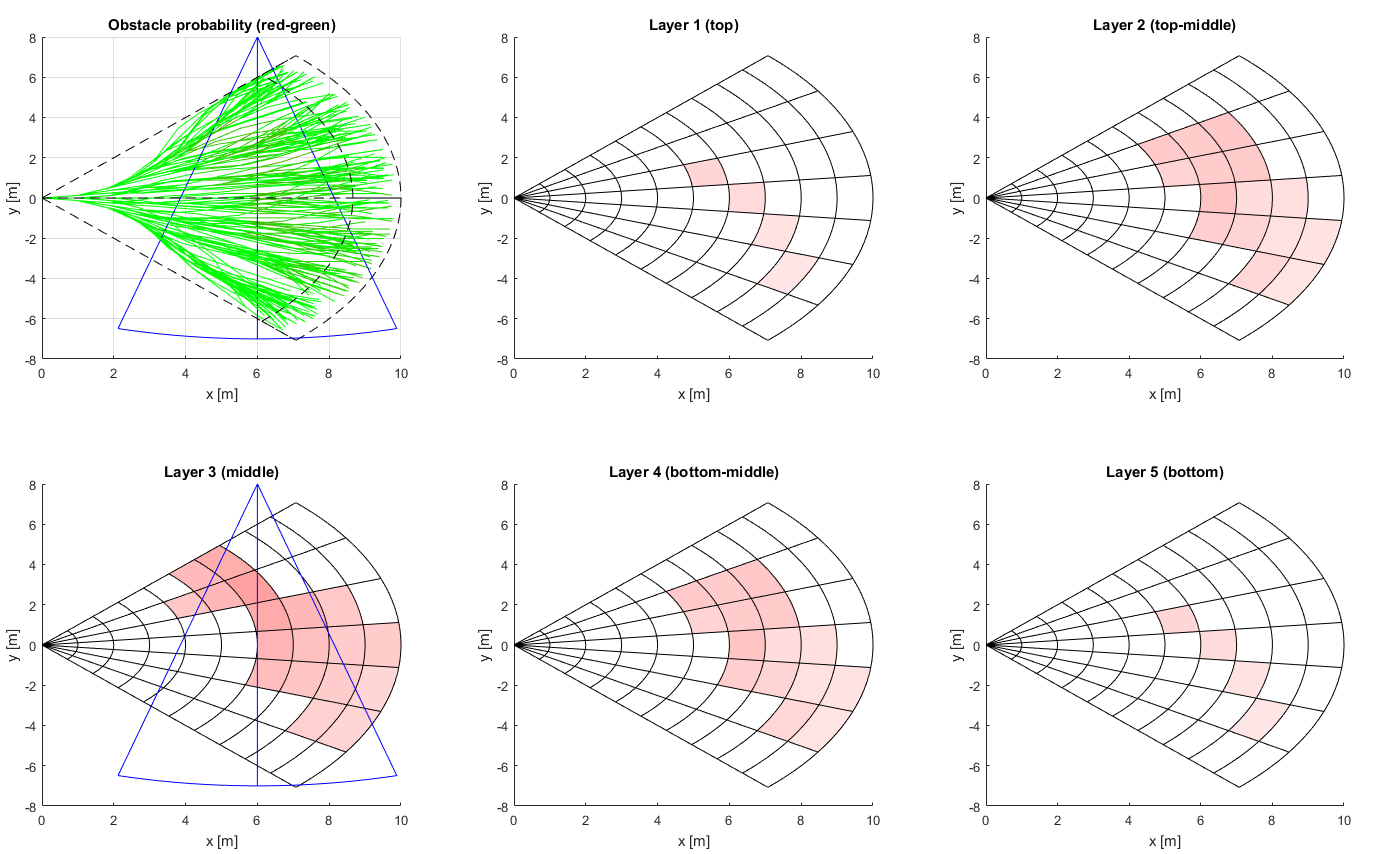 Obstacle probability (red-green)
8
6
4
2
0
-2
-4
-6
-8
y [m]
0 2 4 6 8 10
x [m]
Layer 1 (top)
8
6
4
2
0
-2
-4
-6
-8
y [m]
0 2 4 6 8 10
x [m]
Layer 2 (top-middle)
8
6
4
2
0
-2
-4
-6
-8
y [m]
0 2 4 6 8 10
x [m]
Layer 3 (middle)
8
6
4
2
0
-2
-4
-6
-8
y [m]
0 2 4 6 8 10
x [m]
Layer 4 (bottom-middle)
8
6
4
2
0
-2
-4
-6
-8
y [m]
0 2 4 6 8 10
x [m]
Layer 5 (bottom)
8
6
4
2
0
-2
-4
-6
-8
y [m]
0 2 4 6 8 10
x [m]